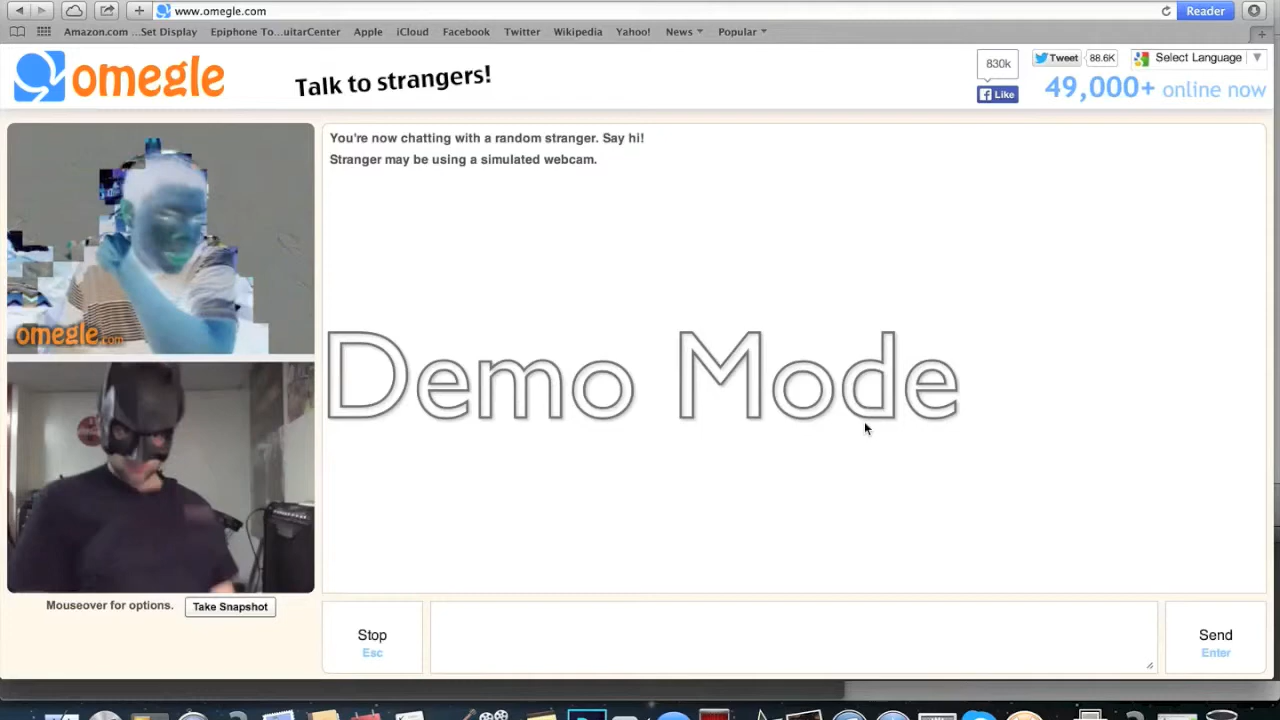 www.omegle.com
Reader
Amazon.com ...Set Display
Epiphone To...uitarCenter
Apple
iCloud
Facebook
Twitter
Wikipedia
Yahoo!
News
Popular
omegle
Talk to strangers!
830k
Like
Tweet
88.6K
Select Language
49,000+ online now
You're now chatting with a random stranger. Say hi!
Stranger may be using a simulated webcam.
omegle.com
Demo Mode
Mouseover for options.
Take Snapshot
Stop
Esc
Send
Enter